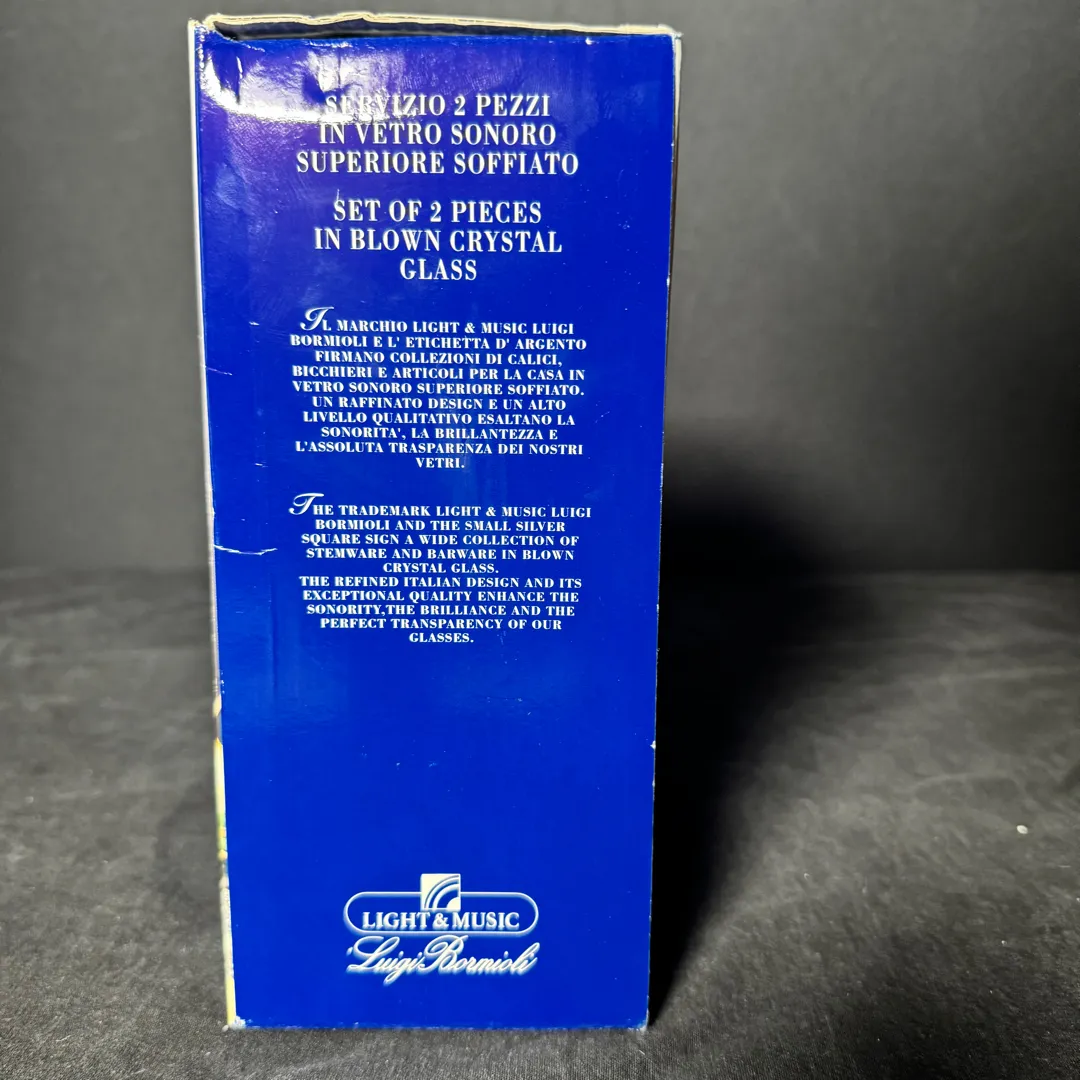 SERVIZIO 2 PEZZI
IN VETRO SONORO
SUPERIORE SOFFIATO
SET OF 2 PIECES
IN BLOWN CRYSTAL
GLASS
IL MARCHIO LIGHT & MUSIC LUIGI
BORMIOLI E L' ETICHETTA D' ARGENTO
FIRMANO COLLEZIONI DI CALICI,
BICCHIERI E ARTICOLI PER LA CASA IN
VETRO SONORO SUPERIORE SOFFIATO.
UN RAFFINATO DESIGN E UN ALTO
LIVELLO QUALITATIVO ESALTANO LA
SONORITA', LA BRILLANTEZZA E
L'ASSOLUTA TRASPARENZA DEI NOSTRI
VETRI.
THE TRADEMARK LIGHT & MUSIC LUIGI
BORMIOLI AND THE SMALL SILVER
SQUARE SIGN A WIDE COLLECTION OF
STEMWARE AND BARWARE IN BLOWN
CRYSTAL GLASS.
THE REFINED ITALIAN DESIGN AND ITS
EXCEPTIONAL QUALITY ENHANCE THE
SONORITY,THE BRILLIANCE AND THE
PERFECT TRANSPARENCY OF OUR
GLASSES.
LIGHT & MUSIC
Luigi Bormioli